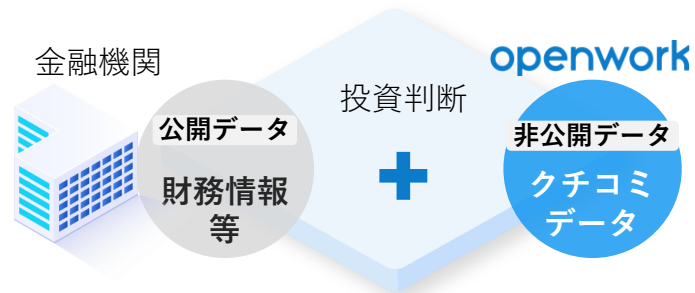 金融機関
公開データ
財務情報
等
投資判断
openwork
非公開データ
クチコミ
データ